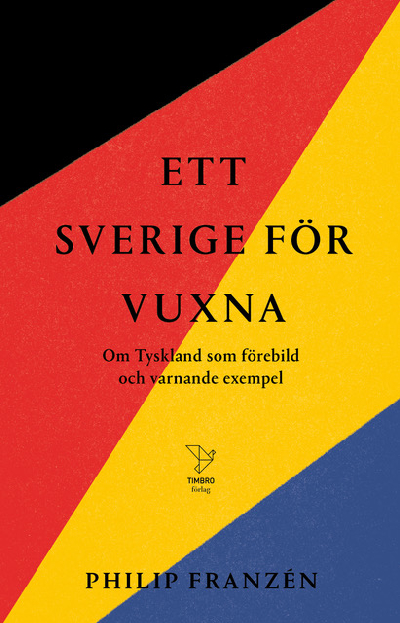 ETT
SVERIGE FÖR
VUXNA
Om Tyskland som förebild
och varnande exempel
TIMBRO
förlag
PHILIP FRANZÉN